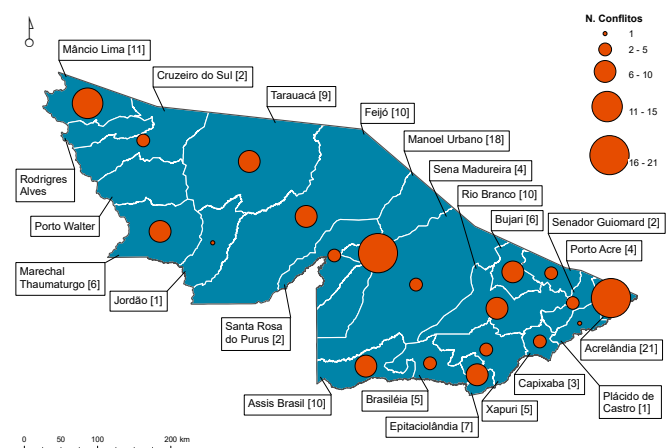 N. Conflitos
1
2 - 5
6 - 10
11 - 15
16 - 21
Mâncio Lima [11]
Cruzeiro do Sul [2]
Tarauacá [9]
Feijó [10]
Manoel Urbano [18]
Sena Madureira [4]
Rio Branco [10]
Bujari [6]
Senador Guiomard [2]
Porto Acre [4]
Rodrigres
Alves
Porto Walter
Marechal
Thaumaturgo [6]
Jordão [1]
Santa Rosa
do Purus [2]
Assis Brasil [10]
Brasiléia [5]
Epitaciolândia [7]
Xapuri [5]
Capixaba [3]
Plácido de
Castro [1]
Acrelândia [21]
0 50 100 200 km